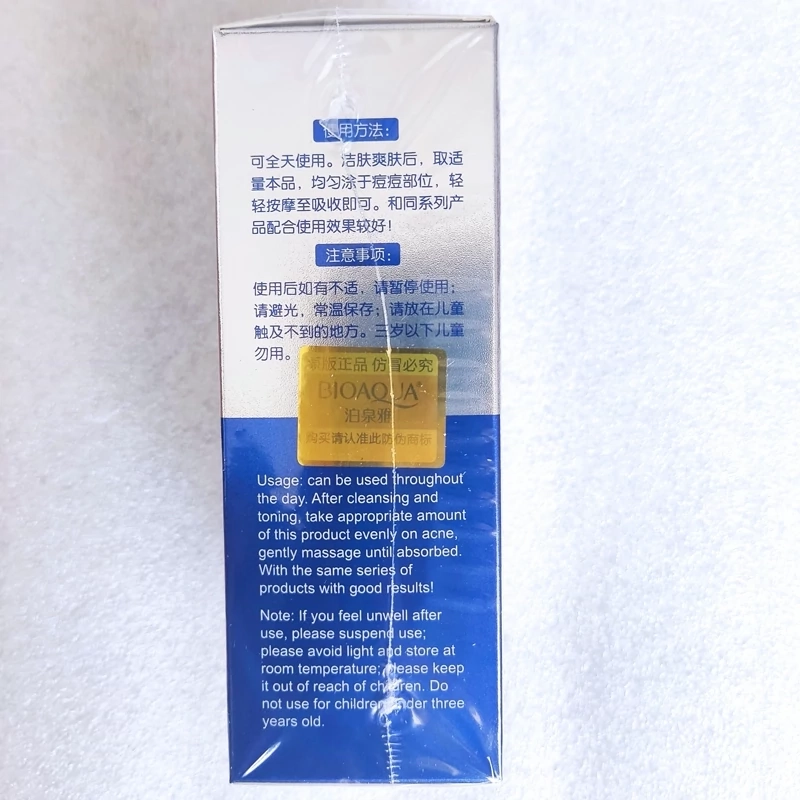 使用方法:
可全天使用。洁肤爽肤后，取适
量本品，均匀涂于痘痘部位，轻
轻按摩至吸收即可。和同系列产
品配合使用效果较好!
注意事项:
使用后如有不适，请暂停使用；
请避光，常温保存；请放在儿童
触及不到的地方。三岁以下儿童
勿用。
版正品 仿冒必究
BIOAQUA®
泊泉雅
购买请认准此防伪商标
Usage: can be used throughout
the day. After cleansing and
toning, take appropriate amount
of this product evenly on acne,
gently massage until absorbed.
With the same series of
products with good results!
Note: If you feel unwell after
use, please suspend use;
please avoid light and store at
room temperature; please keep
it out of reach of children. Do
not use for children under three
years old.